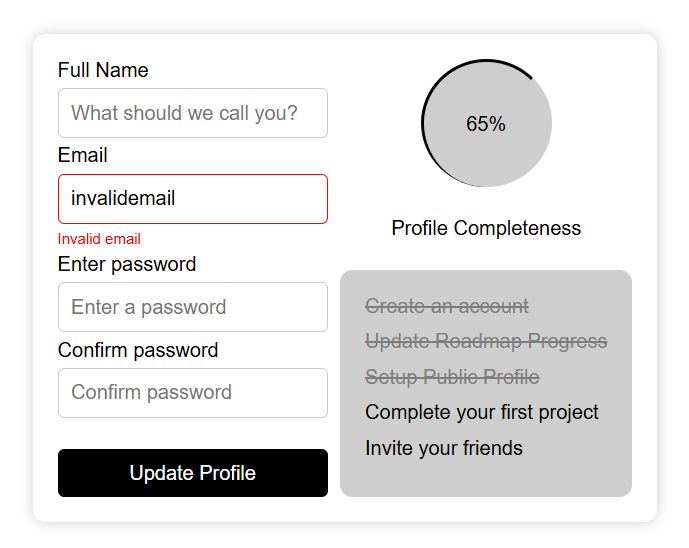 Full Name
What should we call you?
Email
invalidemail
Invalid email
Enter password
Enter a password
Confirm password
Confirm password
Update Profile
65%
Profile Completeness
Create an account
Update Roadmap Progress
Setup Public Profile
Complete your first project
Invite your friends